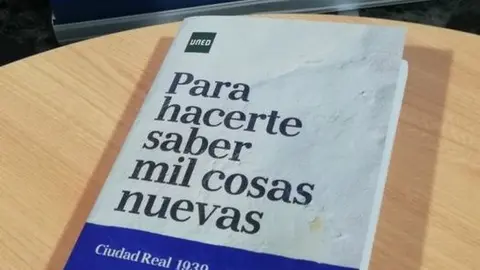 UNED
Para
hacerte
saber
mil cosas
nuevas
Ciudad Real 1939